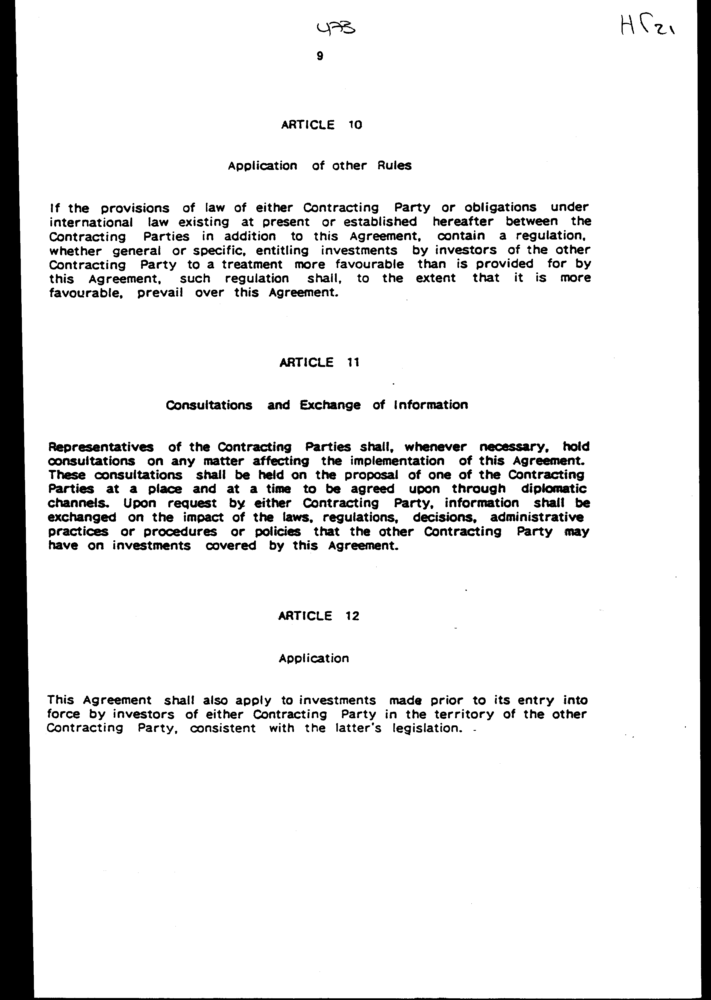 473
9
ARTICLE 10
Application of other Rules
If the provisions of law of either Contracting Party or obligations under
international law existing at present or established hereafter between the
Contracting Parties in addition to this Agreement, contain a regulation,
whether general or specific, entitling investments by investors of the other
Contracting Party to a treatment more favourable than is provided for by
this Agreement, such regulation shall, to the extent that it is more
favourable, prevail over this Agreement.
ARTICLE 11
Consultations and Exchange of Information
Representatives of the Contracting Parties shall, whenever necessary, hold
consultations on any matter affecting the implementation of this Agreement.
These consultations shall be held on the proposal of one of the Contracting
Parties at a place and at a time to be agreed upon through diplomatic
channels. Upon request by either Contracting Party, information shall be
exchanged on the impact of the laws, regulations, decisions, administrative
practices or procedures or policies that the other Contracting Party may
have on investments covered by this Agreement.
ARTICLE 12
Application
This Agreement shall also apply to investments made prior to its entry into
force by investors of either Contracting Party in the territory of the other
Contracting Party, consistent with the latter's legislation.